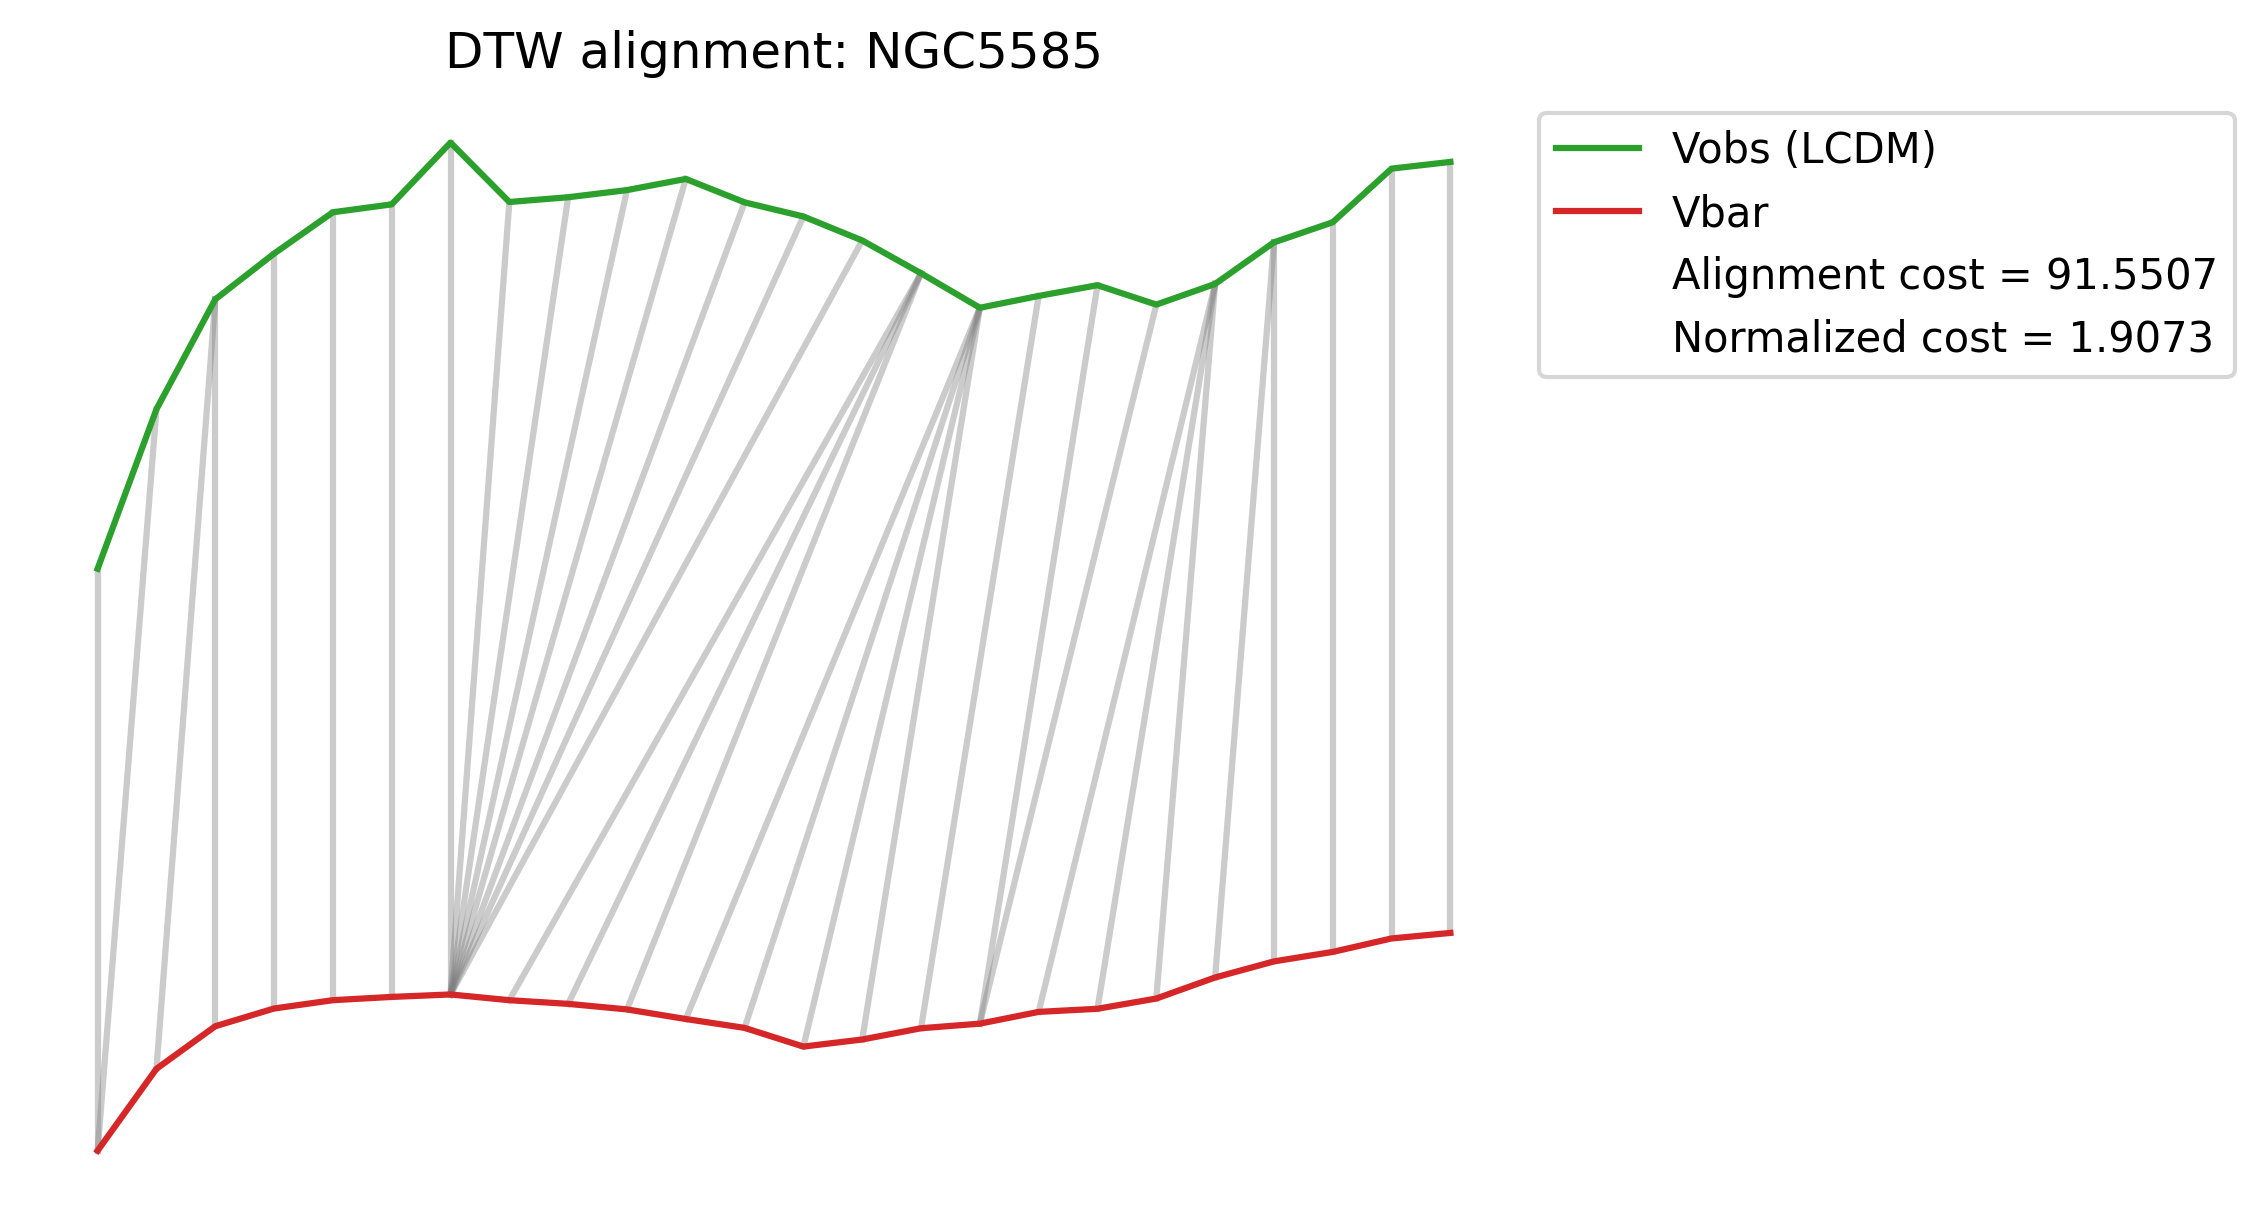 DTW alignment: NGC5585
Vobs (LCDM)
Vbar
Alignment cost = 91.5507
Normalized cost = 1.9073